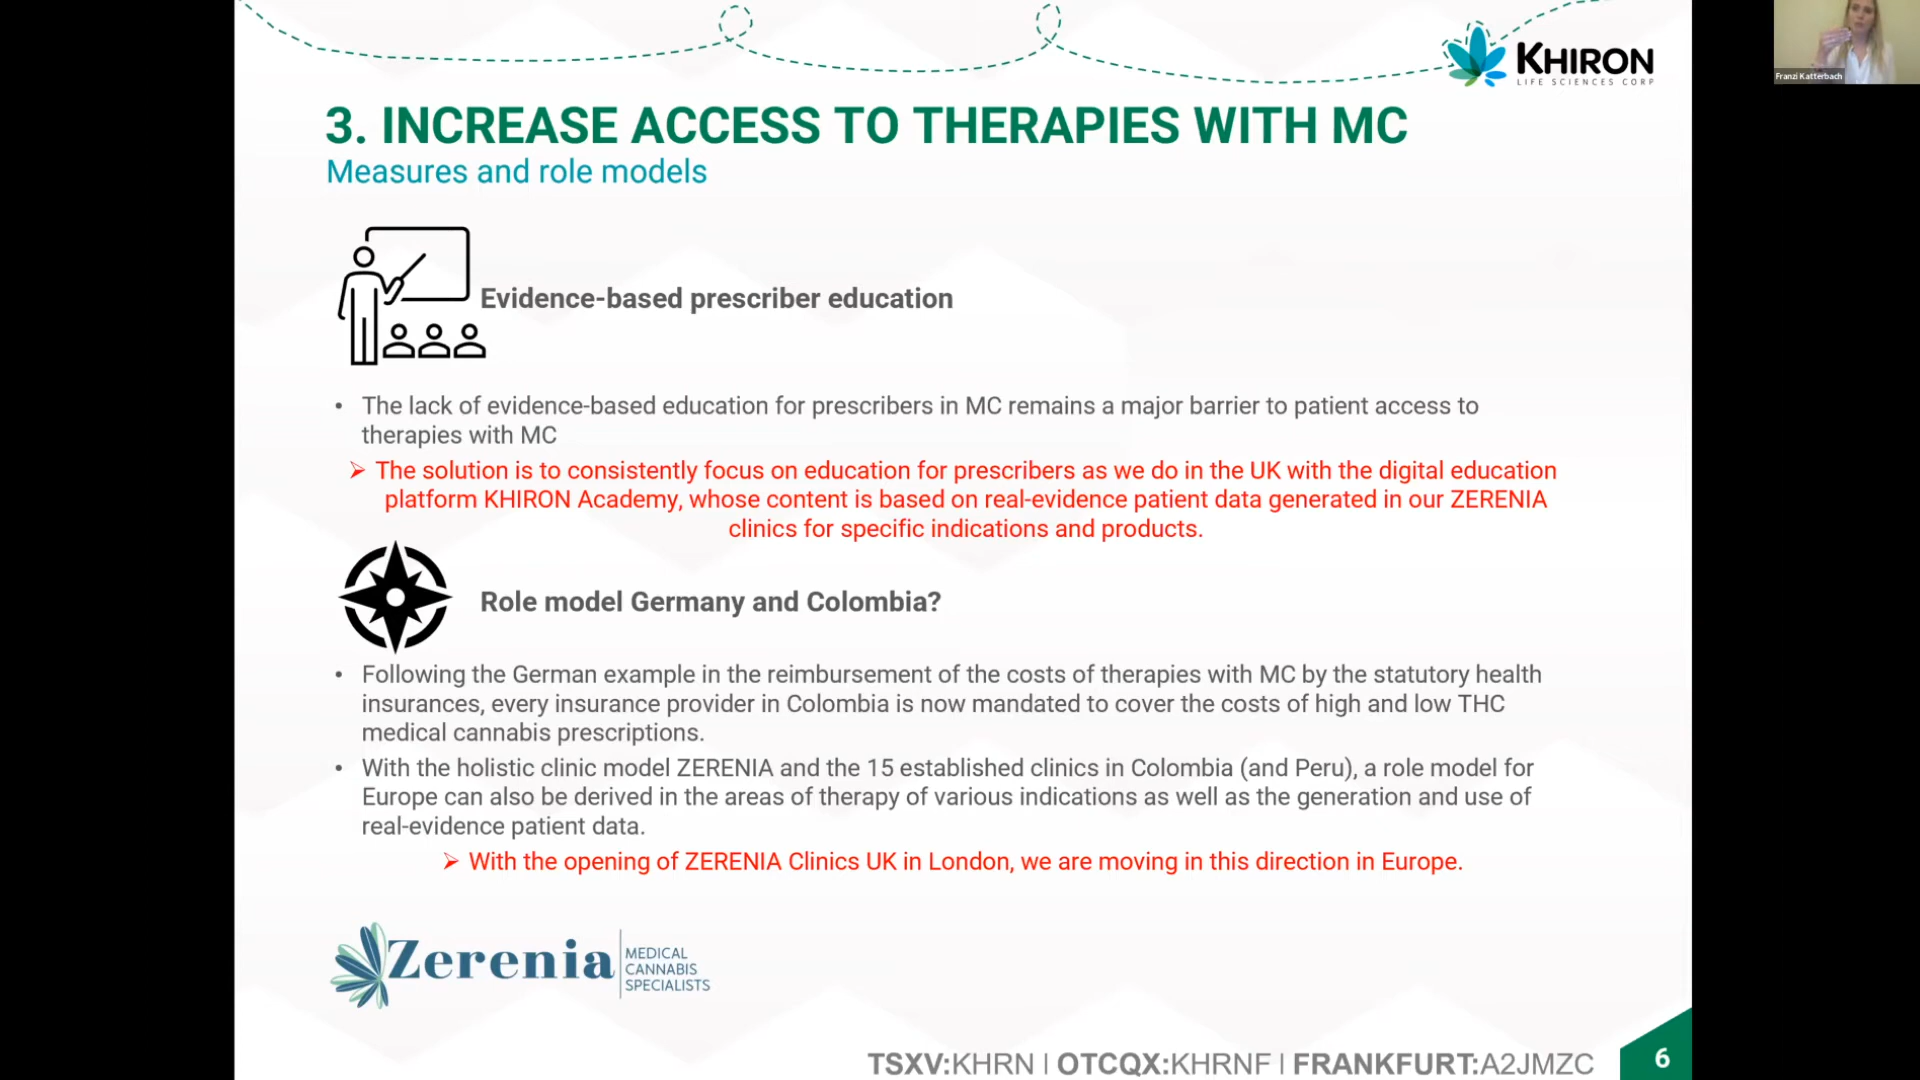 KHIRON
LIFE SCIENCES CORP
Franzi Katterbach
3. INCREASE ACCESS TO THERAPIES WITH MC
Measures and role models
Evidence-based prescriber education
• The lack of evidence-based education for prescribers in MC remains a major barrier to patient access to
therapies with MC
➢ The solution is to consistently focus on education for prescribers as we do in the UK with the digital education
platform KHIRON Academy, whose content is based on real-evidence patient data generated in our ZERENIA
clinics for specific indications and products.
Role model Germany and Colombia?
• Following the German example in the reimbursement of the costs of therapies with MC by the statutory health
insurances, every insurance provider in Colombia is now mandated to cover the costs of high and low THC
medical cannabis prescriptions.
• With the holistic clinic model ZERENIA and the 15 established clinics in Colombia (and Peru), a role model for
Europe can also be derived in the areas of therapy of various indications as well as the generation and use of
real-evidence patient data.
➢ With the opening of ZERENIA Clinics UK in London, we are moving in this direction in Europe.
Zerenia
MEDICAL
CANNABIS
SPECIALISTS
TSXV:KHRN | OTCQX:KHRNF | FRANKFURT:A2JMZC
6